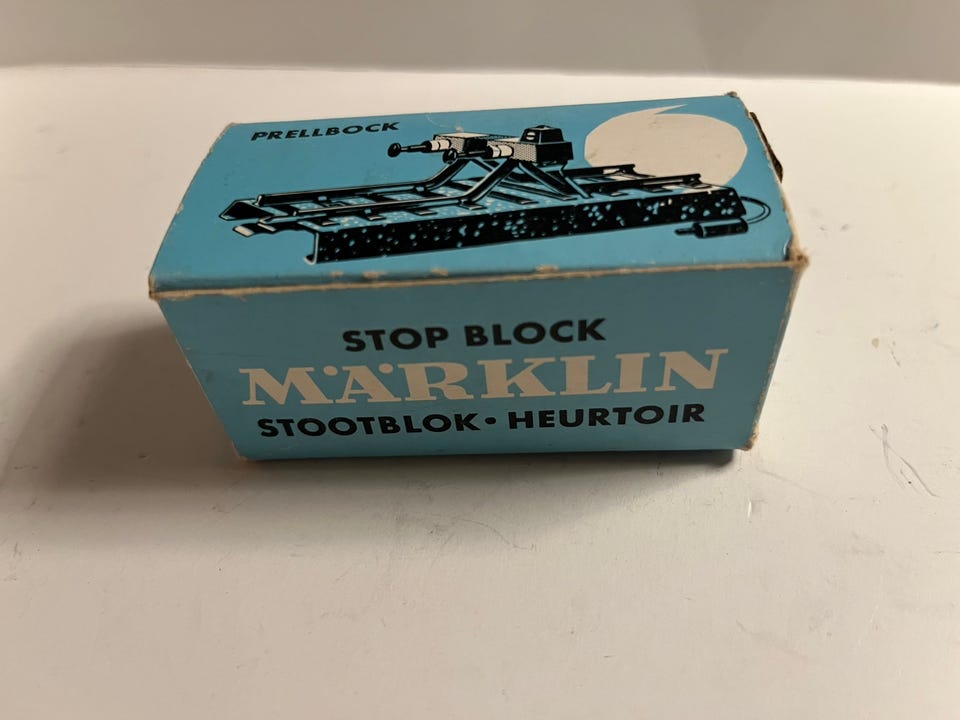 PRELLBOCK
STOP BLOCK
MÄRKLIN
STOOTBLOK • HEURTOIR